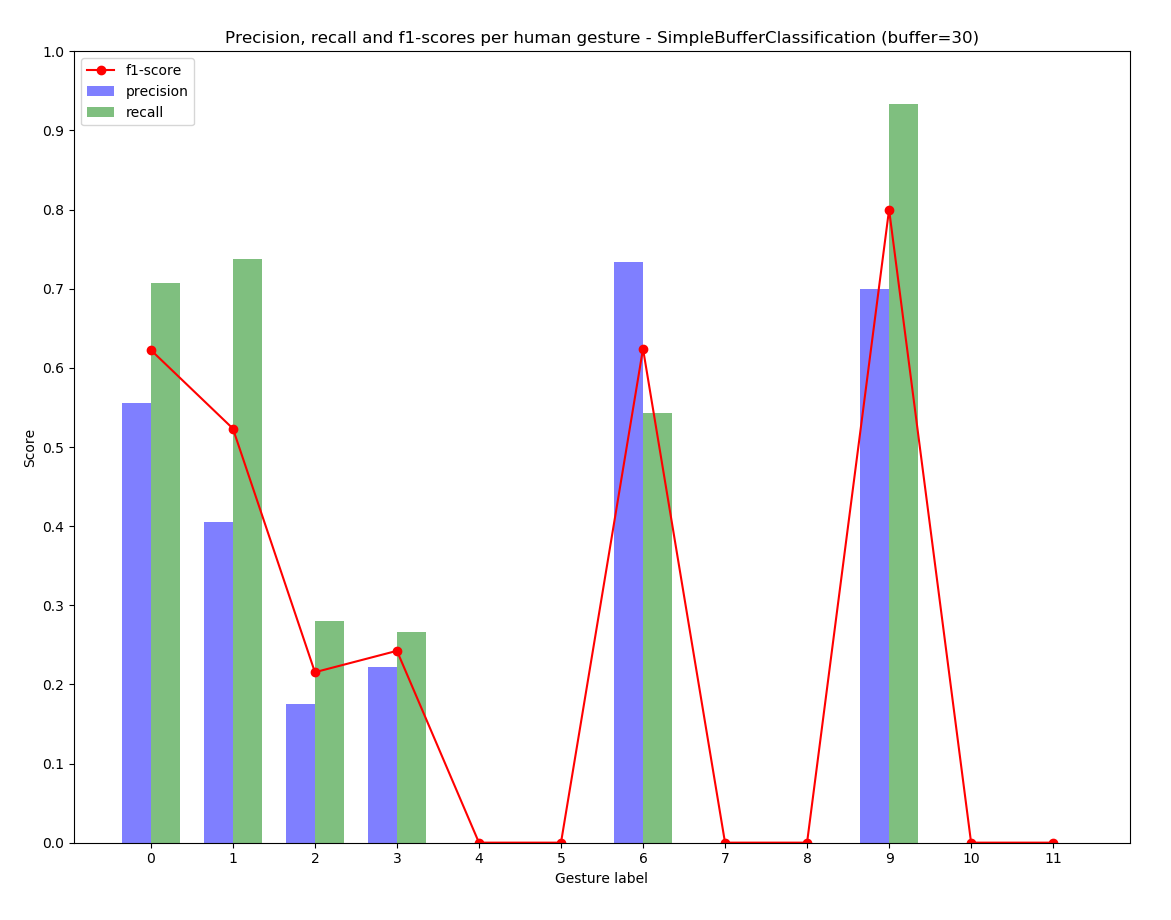 Precision, recall and f1-scores per human gesture - SimpleBufferClassification (buffer=30)
f1-score
precision
recall
1.0
0.9
0.8
0.7
0.6
0.5
0.4
0.3
0.2
0.1
0.0
Score
0 1 2 3 4 5 6 7 8 9 10 11
Gesture label